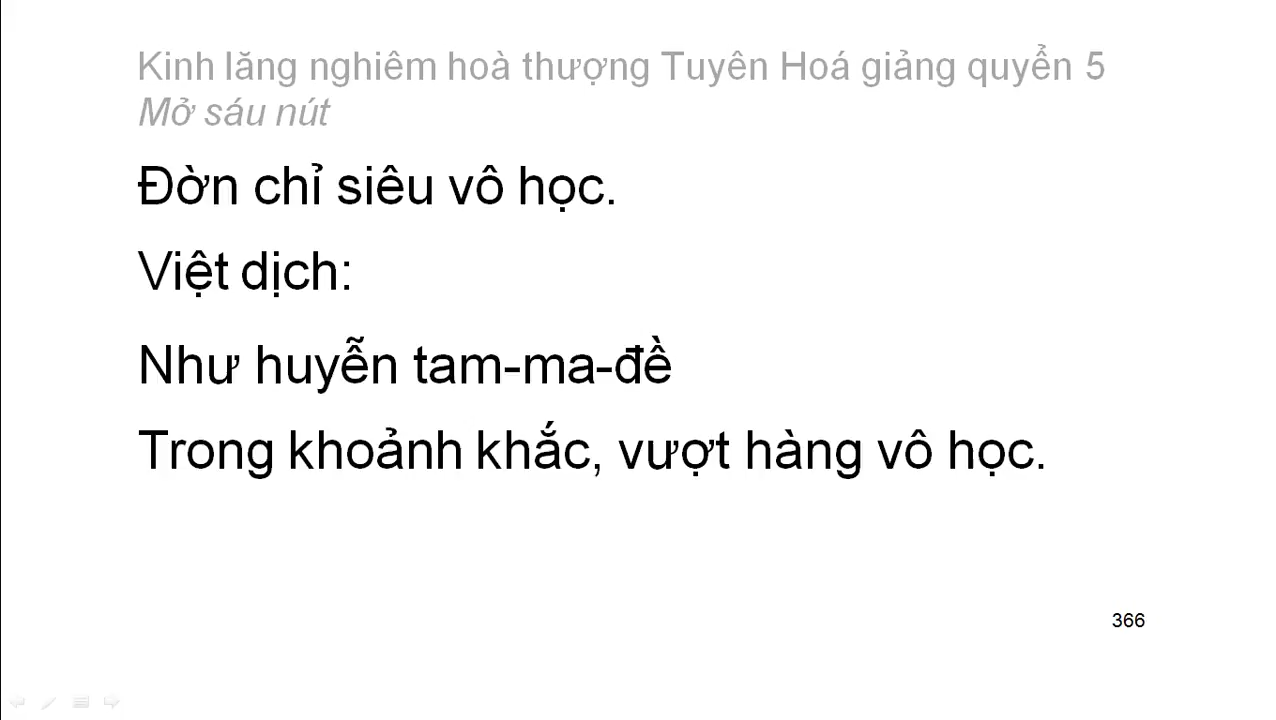 Kinh lăng nghiêm hoà thượng Tuyên Hoá giảng quyển 5
Mở sáu nút
Đờn chỉ siêu vô học.
Việt dịch:
Như huyễn tam-ma-đề
Trong khoảnh khắc, vượt hàng vô học.
366